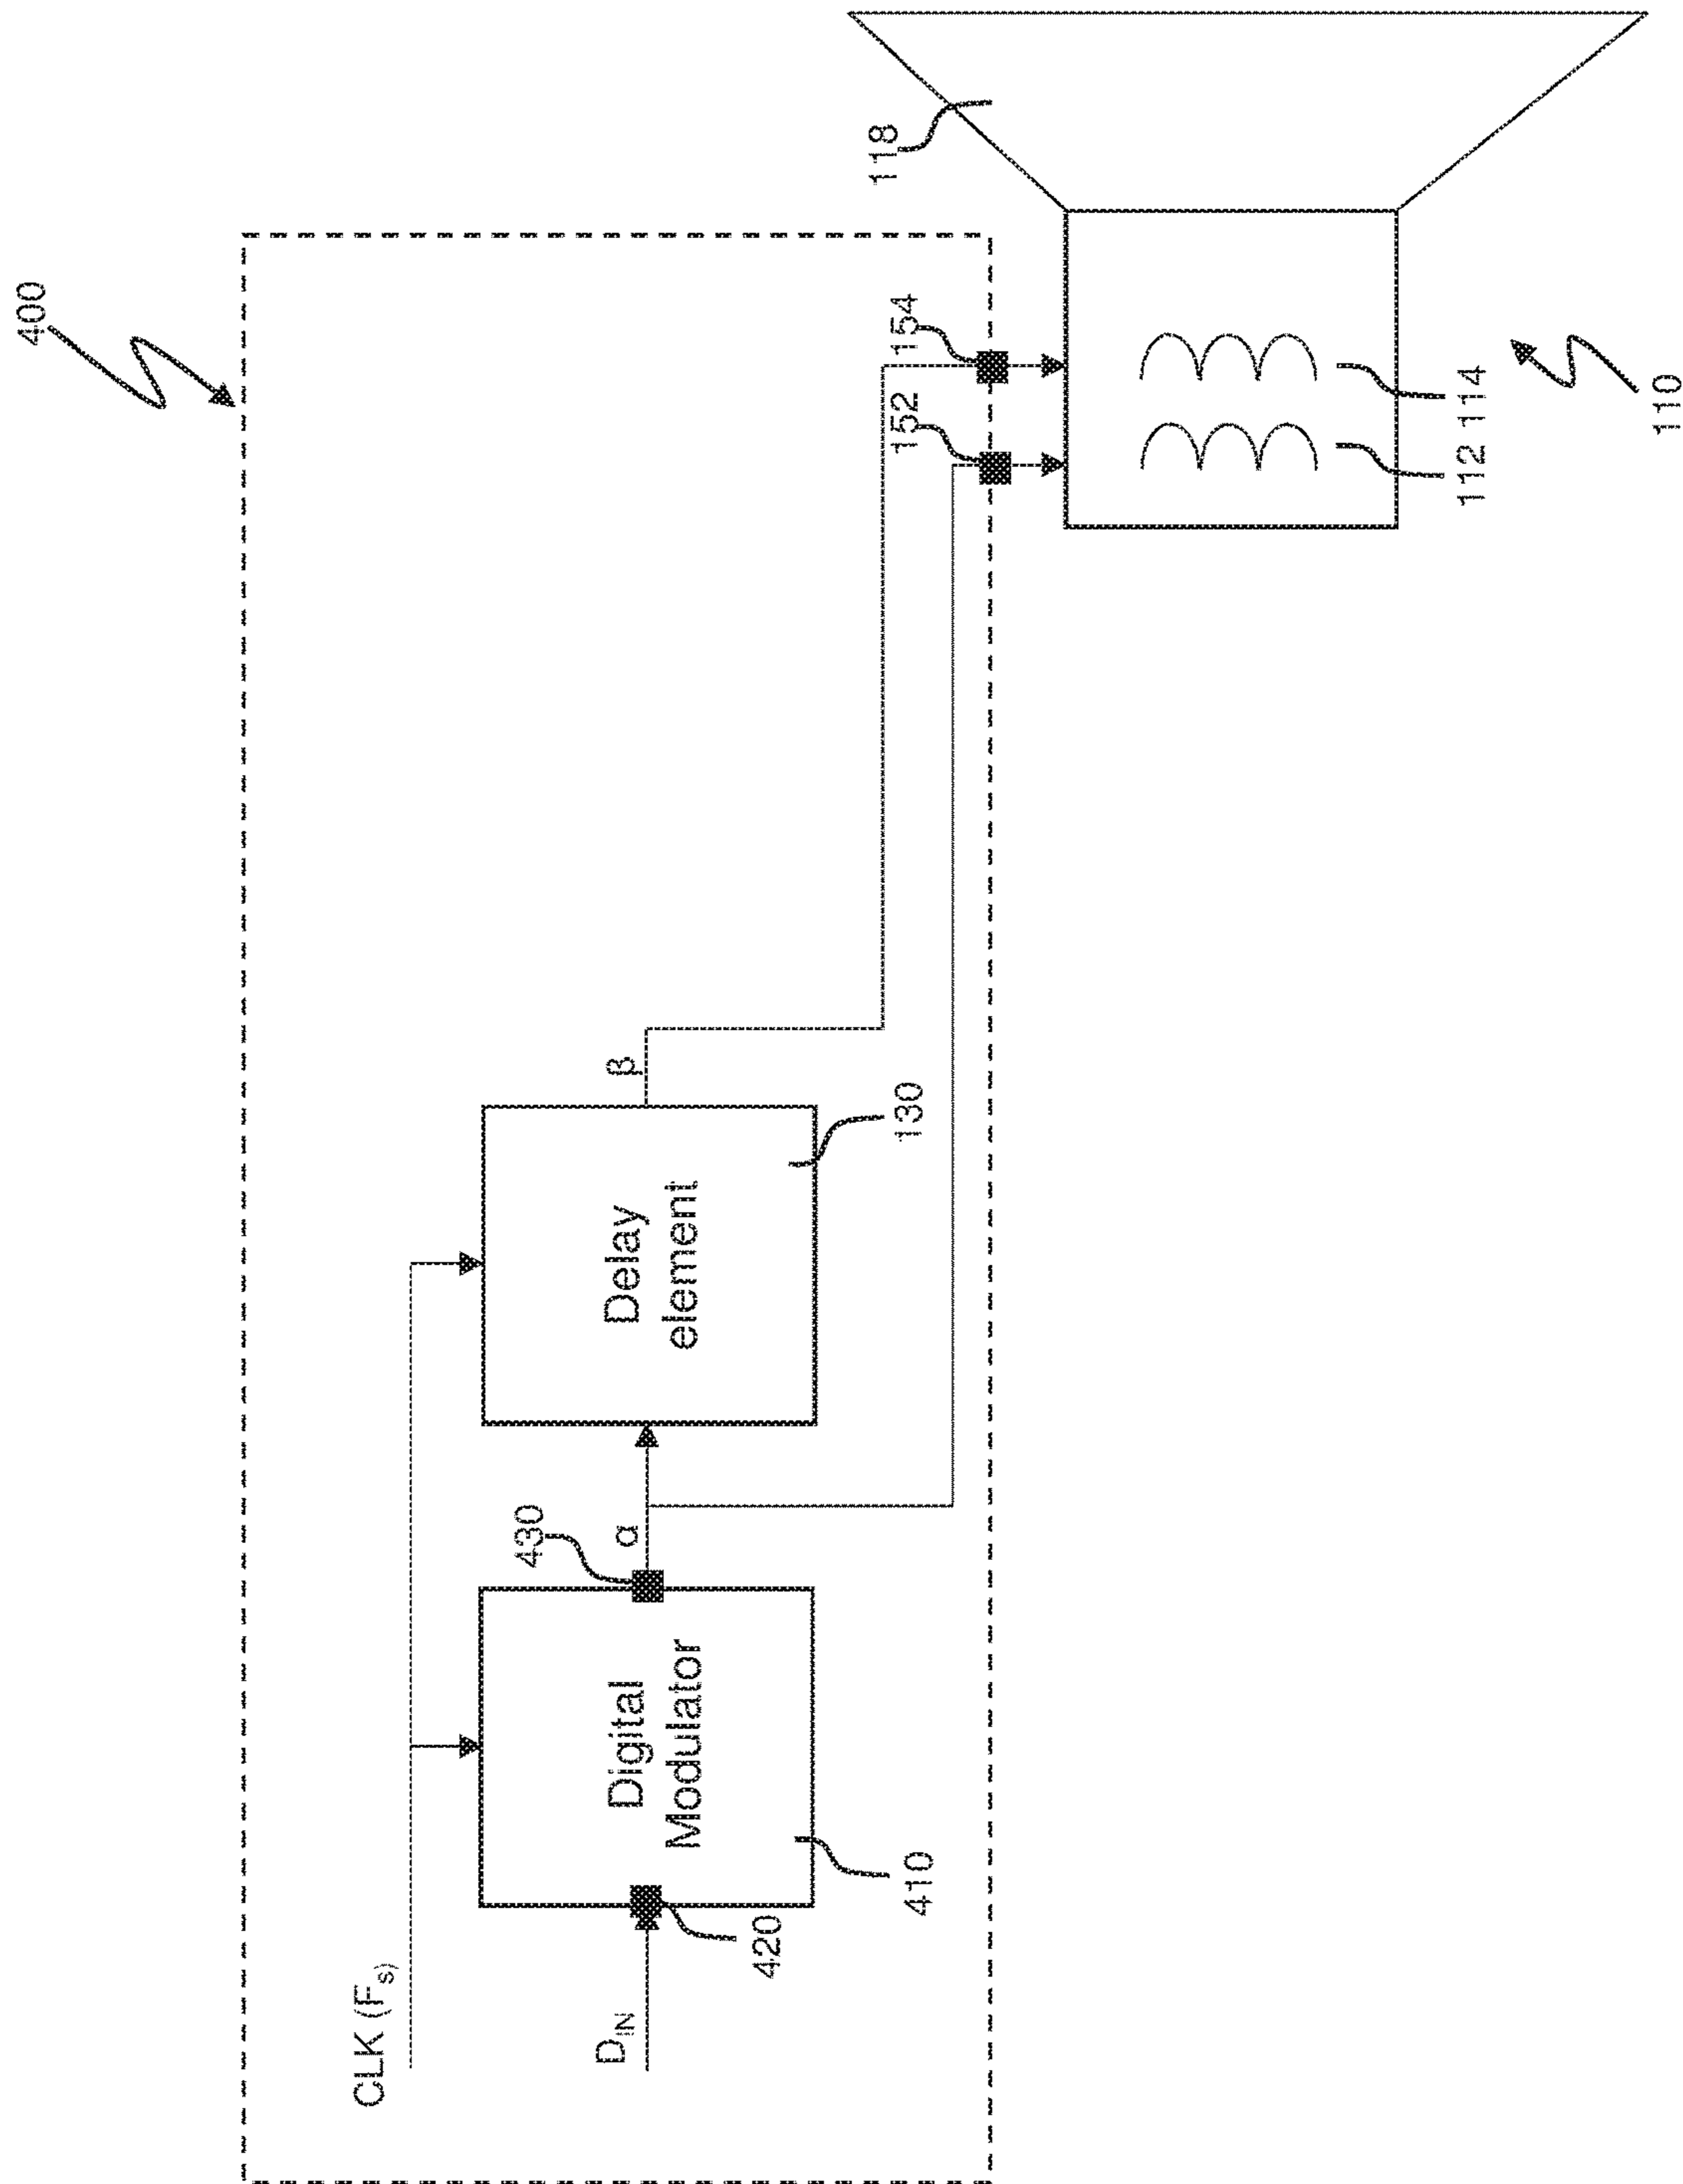 400
CLK (Fs)
DIN
420
Digital
Modulator
410
430
α
Delay
element
130
β
152
154
118
112
114
110